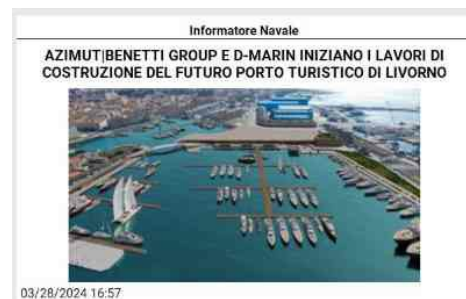 Informatore Navale
AZIMUT|BENETTI GROUP E D-MARIN INIZIANO I LAVORI DI
COSTRUZIONE DEL FUTURO PORTO TURISTICO DI LIVORNO
03/28/2024 16:57